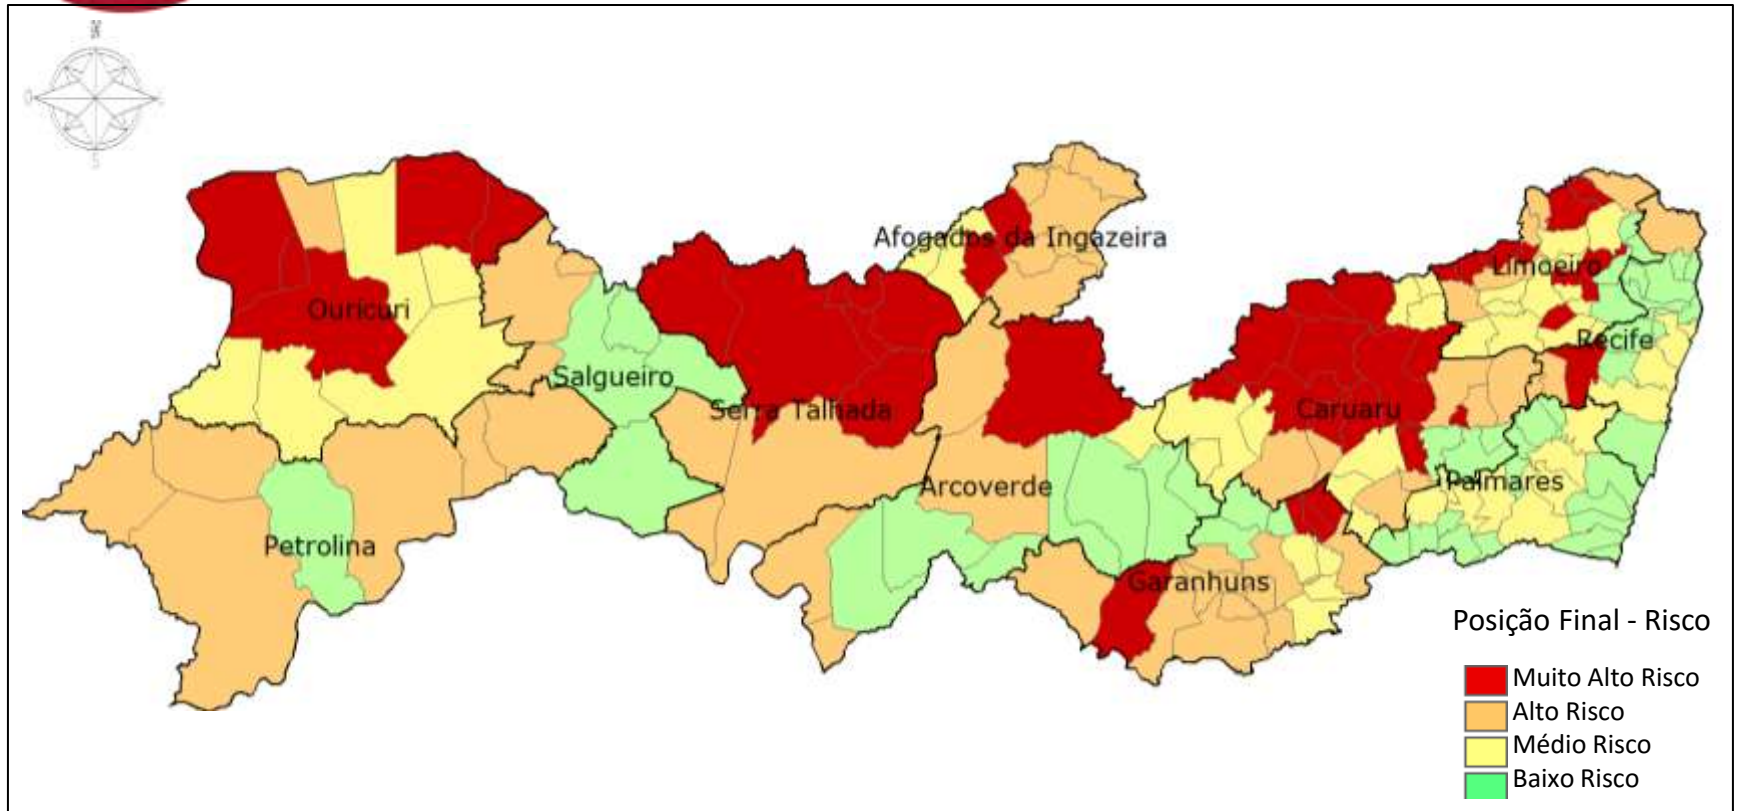 N
O
S
Afogados da Ingazeira
Limoeiro
Ouricuri
Recife
Salgueiro
Serra Talhada
Caruaru
Arcoverde
Palmares
Petrolina
Garanhuns
Posição Final - Risco
Muito Alto Risco
Alto Risco
Médio Risco
Baixo Risco